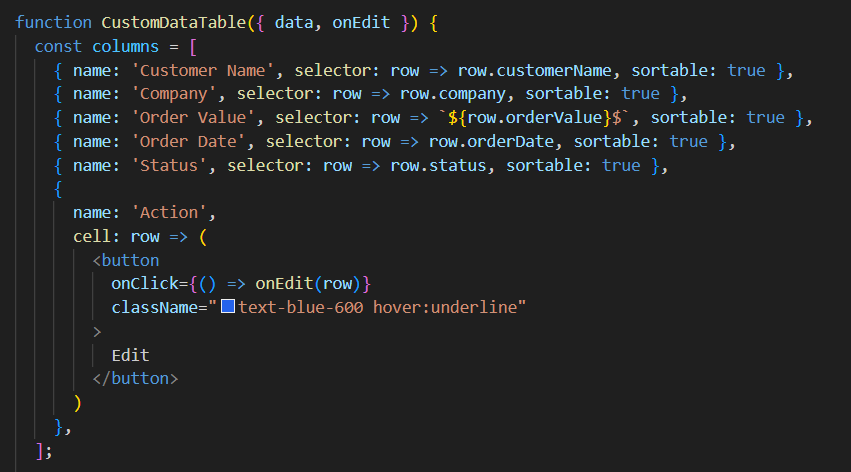 function CustomDataTable({ data, onEdit }) {
const columns = [
{ name: 'Customer Name', selector: row => row.customerName, sortable: true },
{ name: 'Company', selector: row => row.company, sortable: true },
{ name: 'Order Value', selector: row => `${row.orderValue}$`, sortable: true },
{ name: 'Order Date', selector: row => row.orderDate, sortable: true },
{ name: 'Status', selector: row => row.status, sortable: true },
{
name: 'Action',
cell: row => (
<button
onClick={() => onEdit(row)}
className="text-blue-600 hover:underline"
>
Edit
</button>
)
},
];